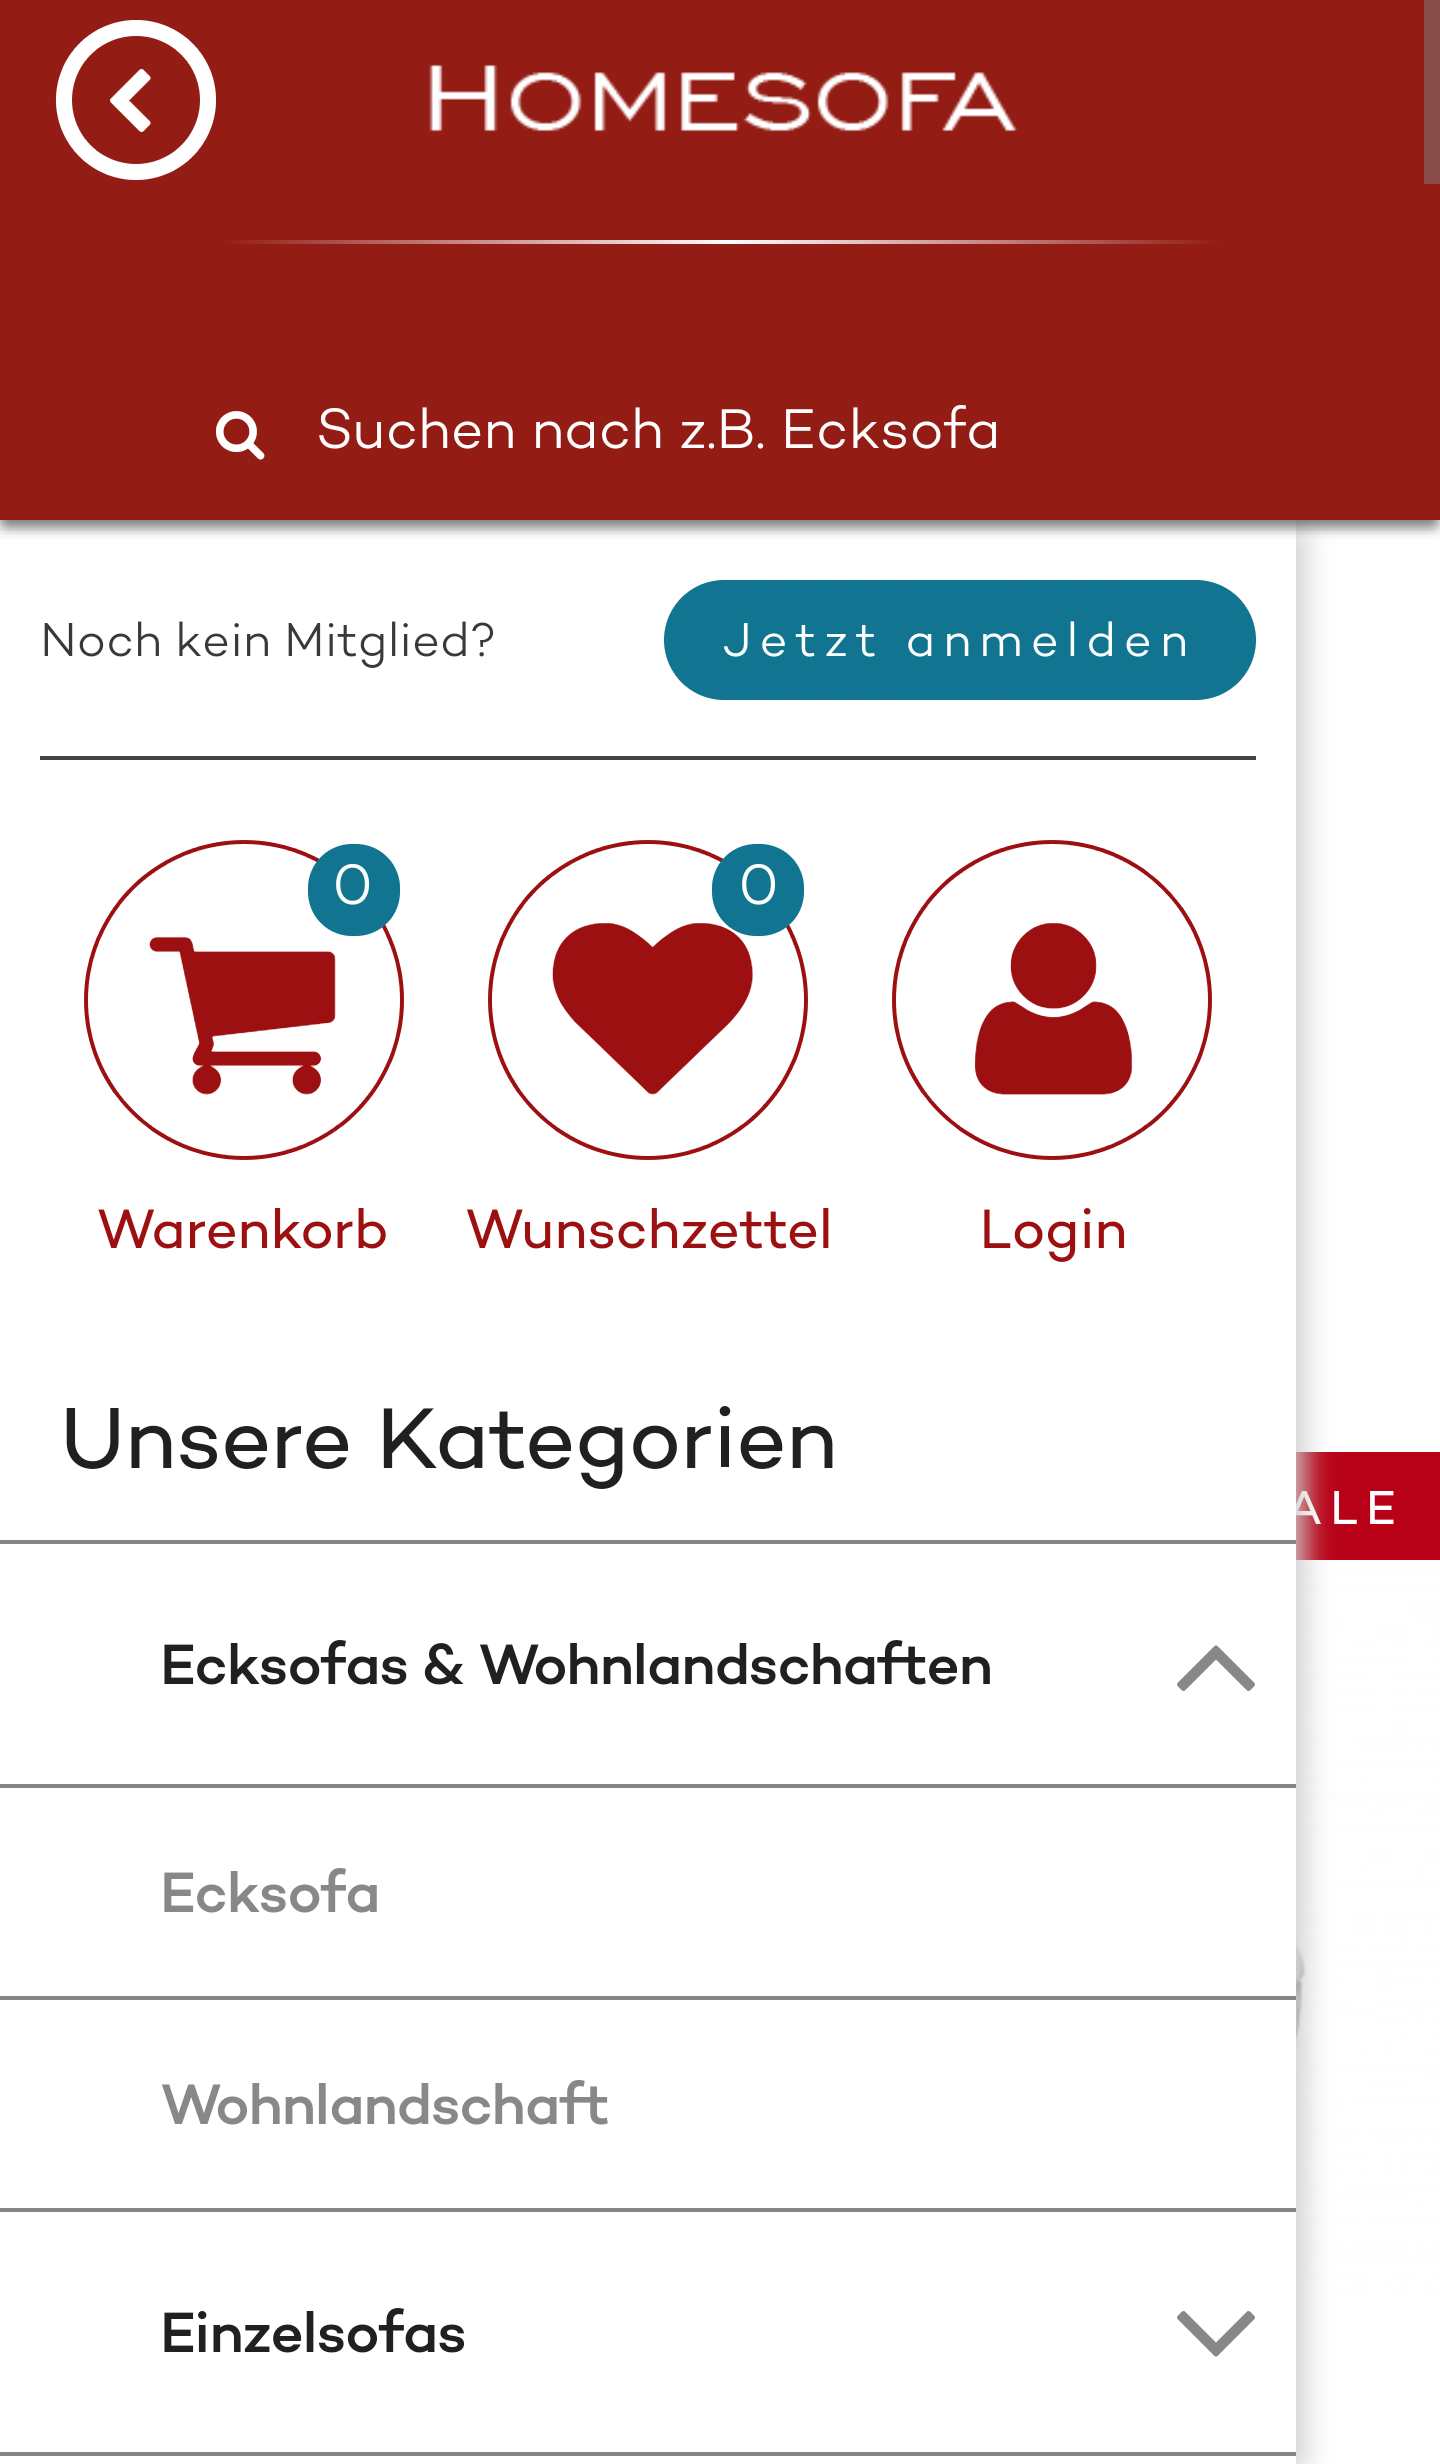 HOMESOFA
Suchen nach z.B. Ecksofa
Noch kein Mitglied?
Jetzt anmelden
0
0
Warenkorb
Wunschzettel
Login
Unsere Kategorien
ALE
Ecksofas & Wohnlandschaften
Ecksofa
Wohnlandschaft
Einzelsofas